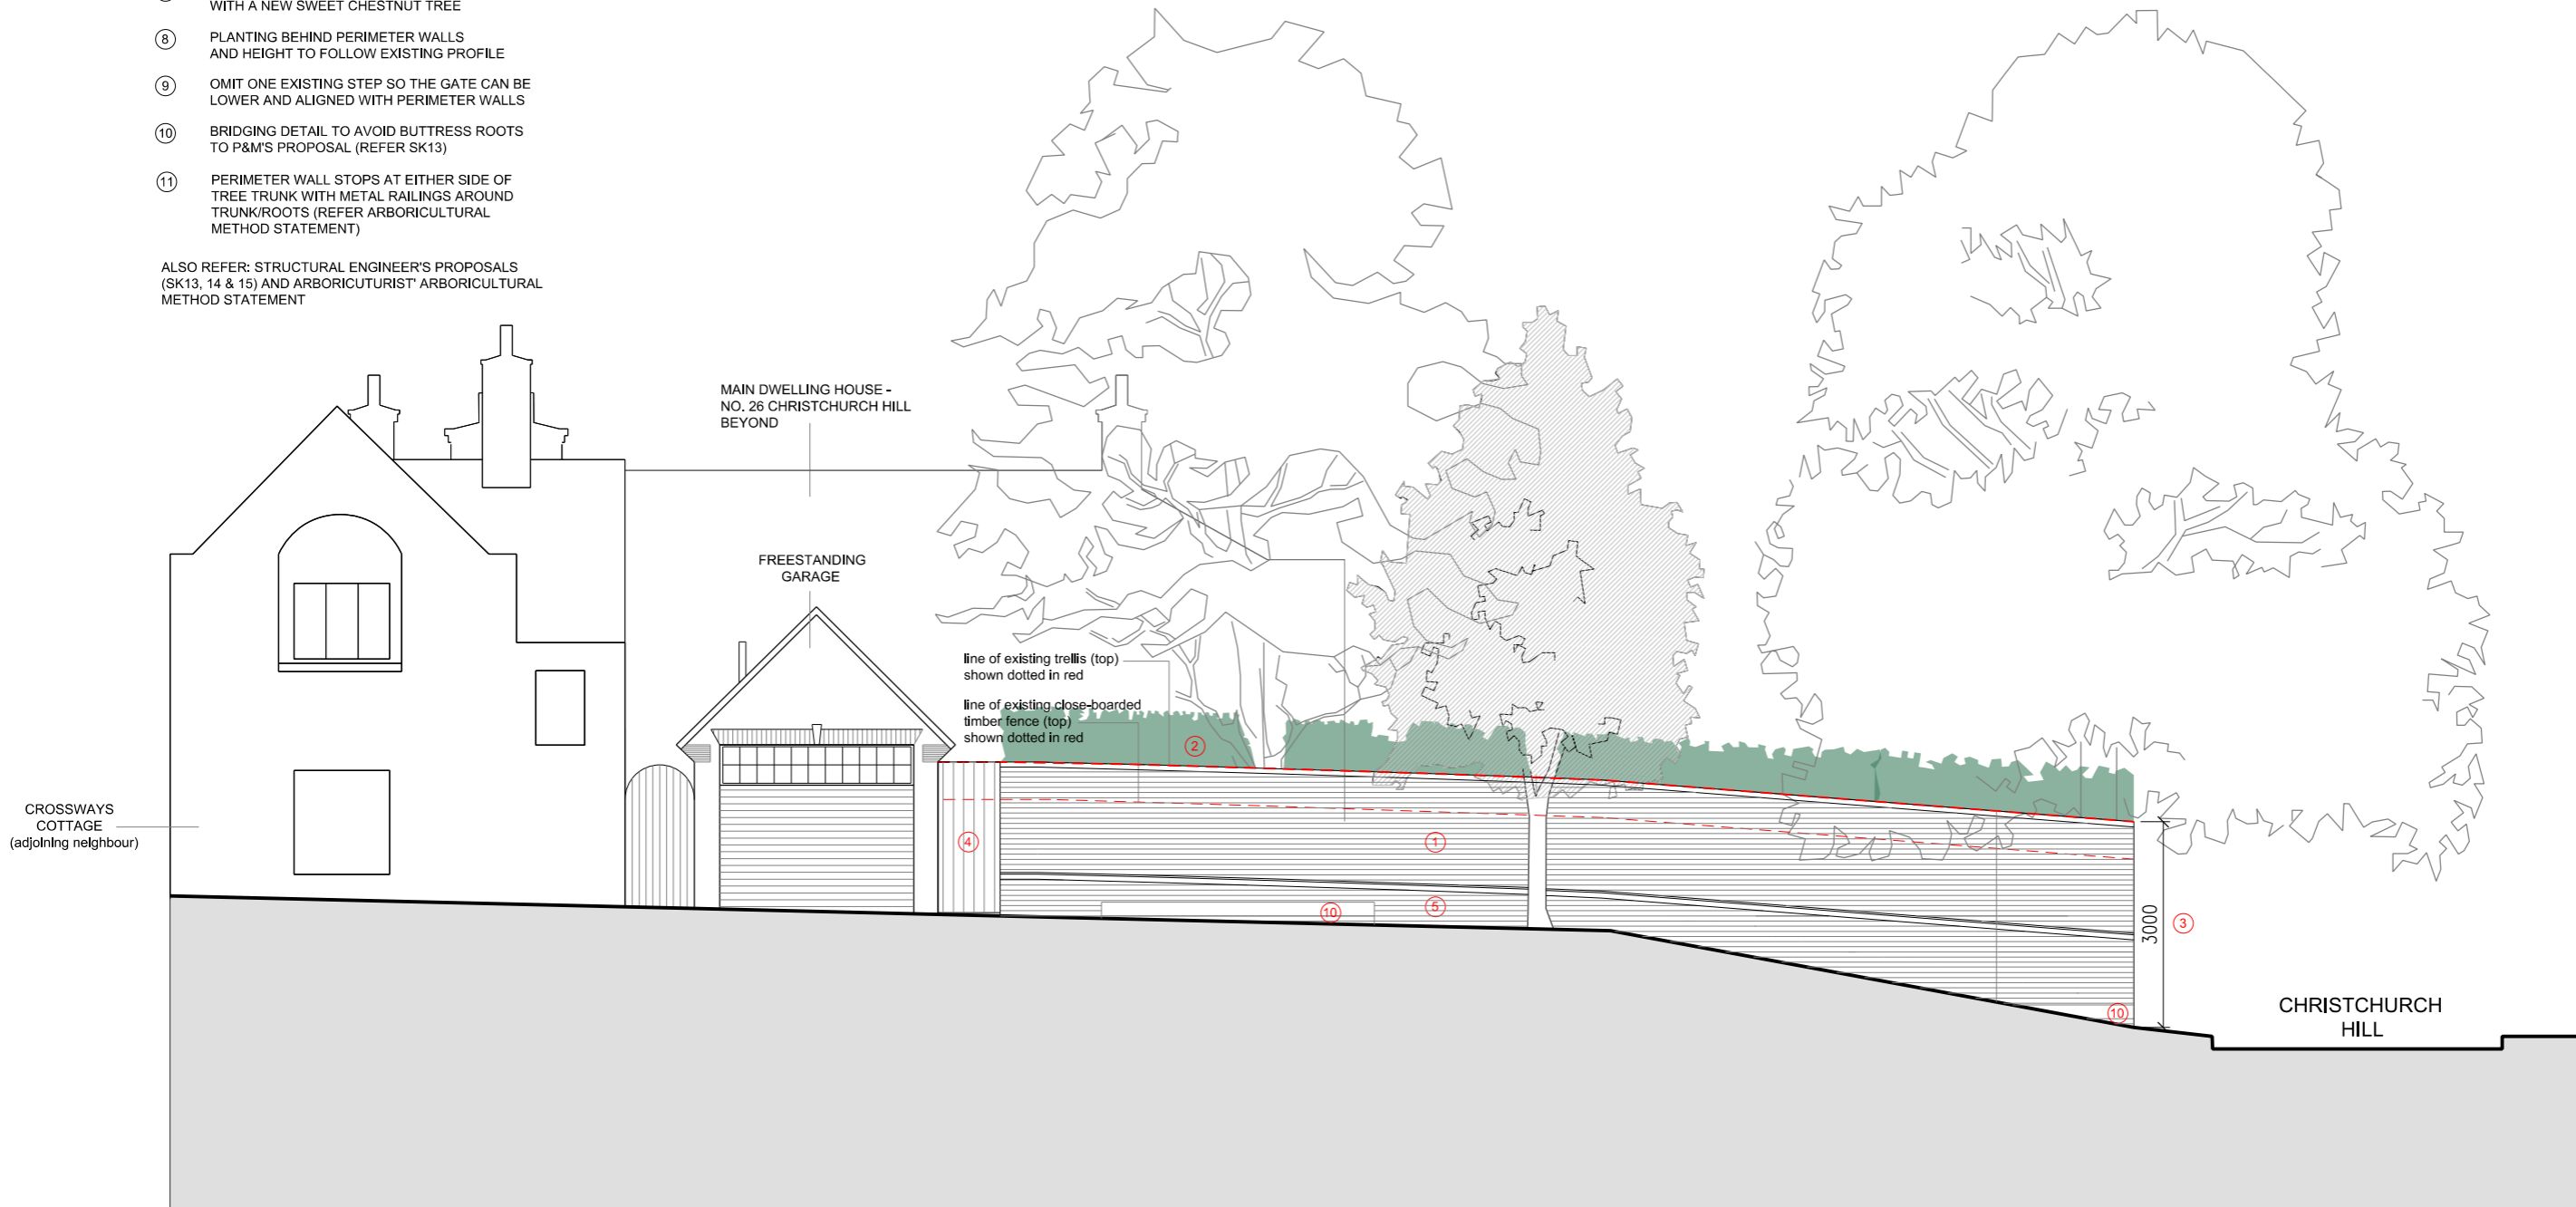 WITH A NEW SWEET CHESTNUT TREE
8 PLANTING BEHIND PERIMETER WALLS
AND HEIGHT TO FOLLOW EXISTING PROFILE
9 OMIT ONE EXISTING STEP SO THE GATE CAN BE
LOWER AND ALIGNED WITH PERIMETER WALLS
10 BRIDGING DETAIL TO AVOID BUTTRESS ROOTS
TO P&M'S PROPOSAL (REFER SK13)
11 PERIMETER WALL STOPS AT EITHER SIDE OF
TREE TRUNK WITH METAL RAILINGS AROUND
TRUNK/ROOTS (REFER ARBORICULTURAL
METHOD STATEMENT)
ALSO REFER: STRUCTURAL ENGINEER'S PROPOSALS
(SK13, 14 & 15) AND ARBORICUTURIST' ARBORICULTURAL
METHOD STATEMENT
MAIN DWELLING HOUSE -
NO. 26 CHRISTCHURCH HILL
BEYOND
FREESTANDING
GARAGE
line of existing trellis (top)
shown dotted in red
line of existing close-boarded
timber fence (top)
shown dotted in red
2
CROSSWAYS
COTTAGE
(adjoining neighbour)
4
1
10
5
3000
3
10
CHRISTCHURCH
HILL